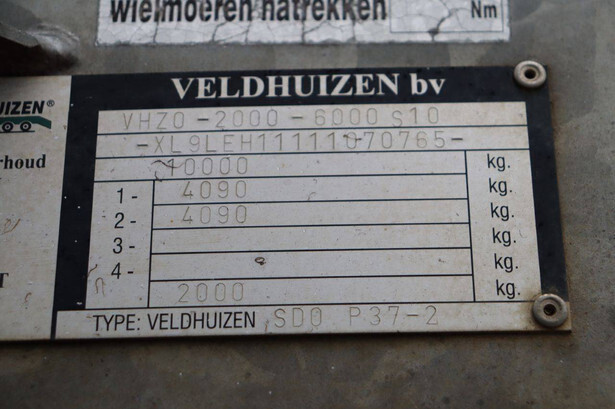 wielmoeren natrekken Nm
VELDHUIZEN bv
UIZEN®
VHZO-2000-6000 S10
-XL9LEH11111070765-
rhoud
10000 kg.
1- 4090 kg.
2- 4090 kg.
3- kg.
4- kg.
T
2000 kg.
TYPE: VELDHUIZEN SDO P37-2